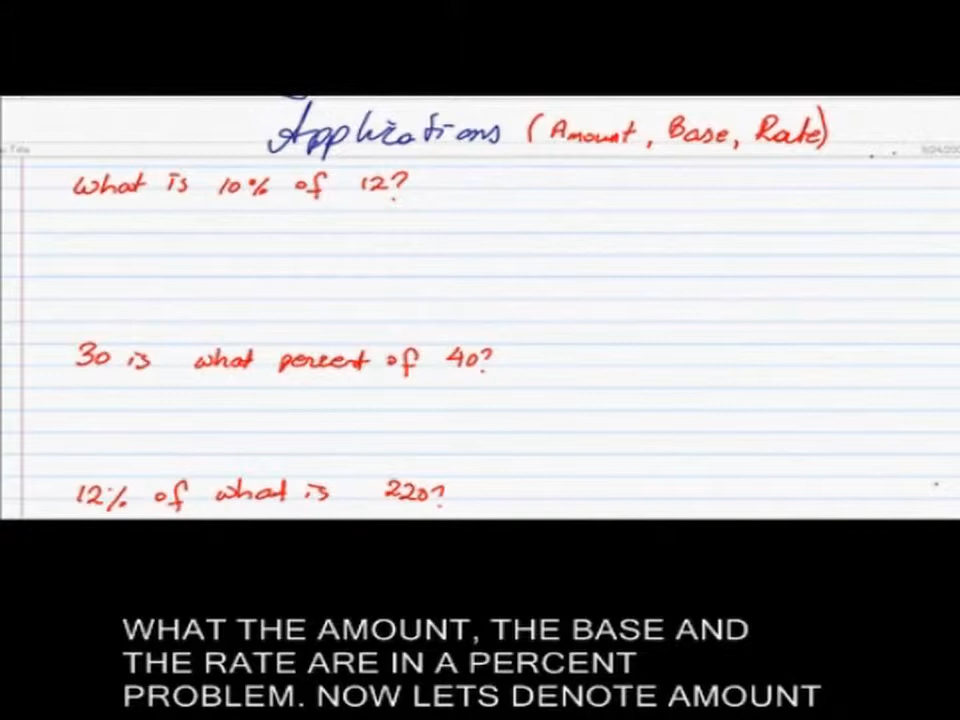 Applications (Amount, Base, Rate)
What is 10% of 12?
30 is what percent of 40?
12% of what is 220?
WHAT THE AMOUNT, THE BASE AND
THE RATE ARE IN A PERCENT
PROBLEM. NOW LETS DENOTE AMOUNT